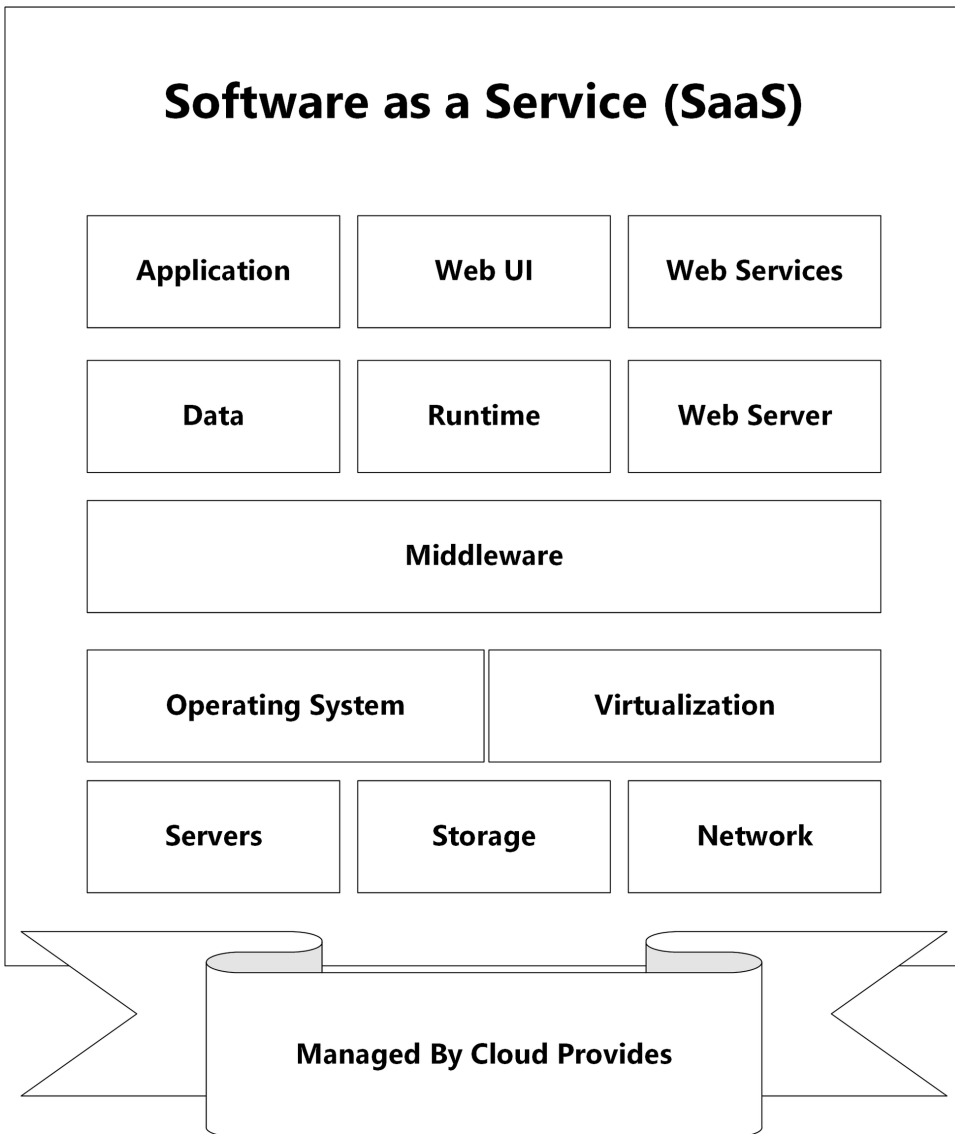 Software as a Service (SaaS)
Application
Web UI
Web Services
Data
Runtime
Web Server
Middleware
Operating System
Virtualization
Servers
Storage
Network
Managed By Cloud Provides